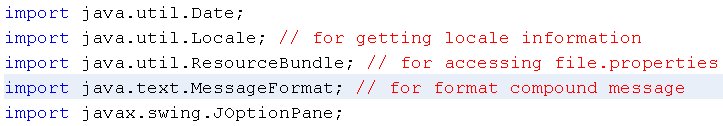 import java.util.Date;
import java.util.Locale; // for getting locale information
import java.util.ResourceBundle; // for accessing file.properties
import java.text.MessageFormat; // for format compound message
import javax.swing.JOptionPane;